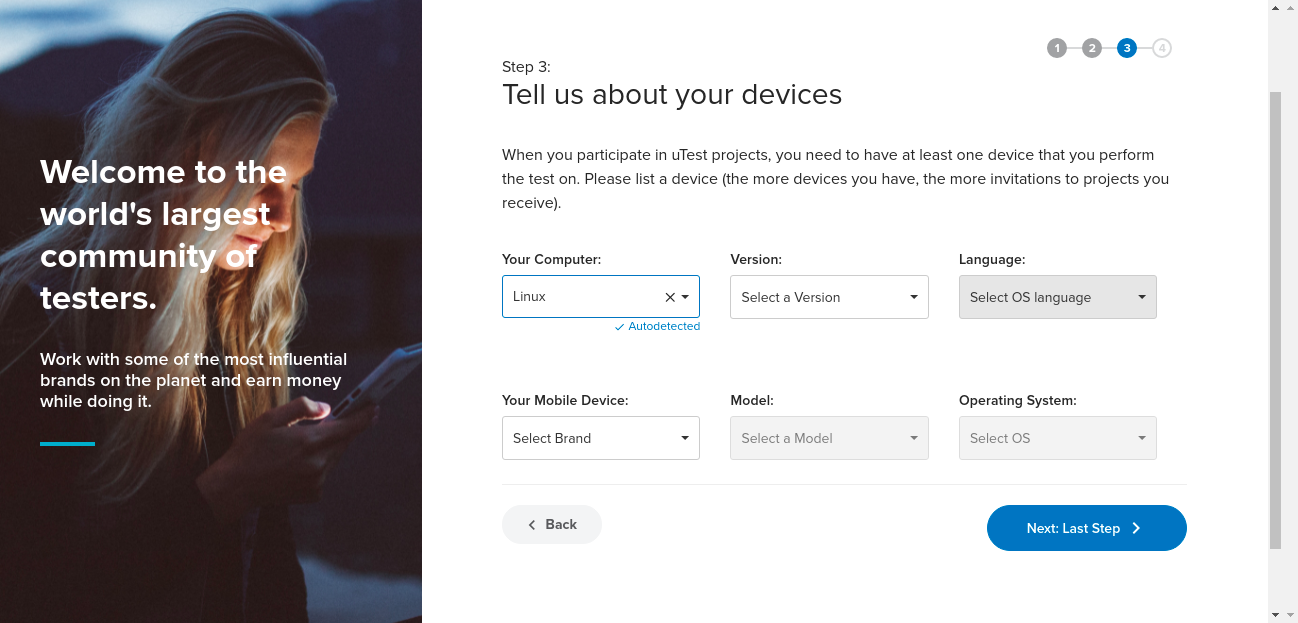 Welcome to the
world's largest
community of
testers.
Work with some of the most influential
brands on the planet and earn money
while doing it.
1 2 3 4
Step 3:
Tell us about your devices
When you participate in uTest projects, you need to have at least one device that you perform
the test on. Please list a device (the more devices you have, the more invitations to projects you
receive).
Your Computer: Version: Language:
Linux Select a Version Select OS language
Autodetected
Your Mobile Device: Model: Operating System:
Select Brand Select a Model Select OS
Back Next: Last Step